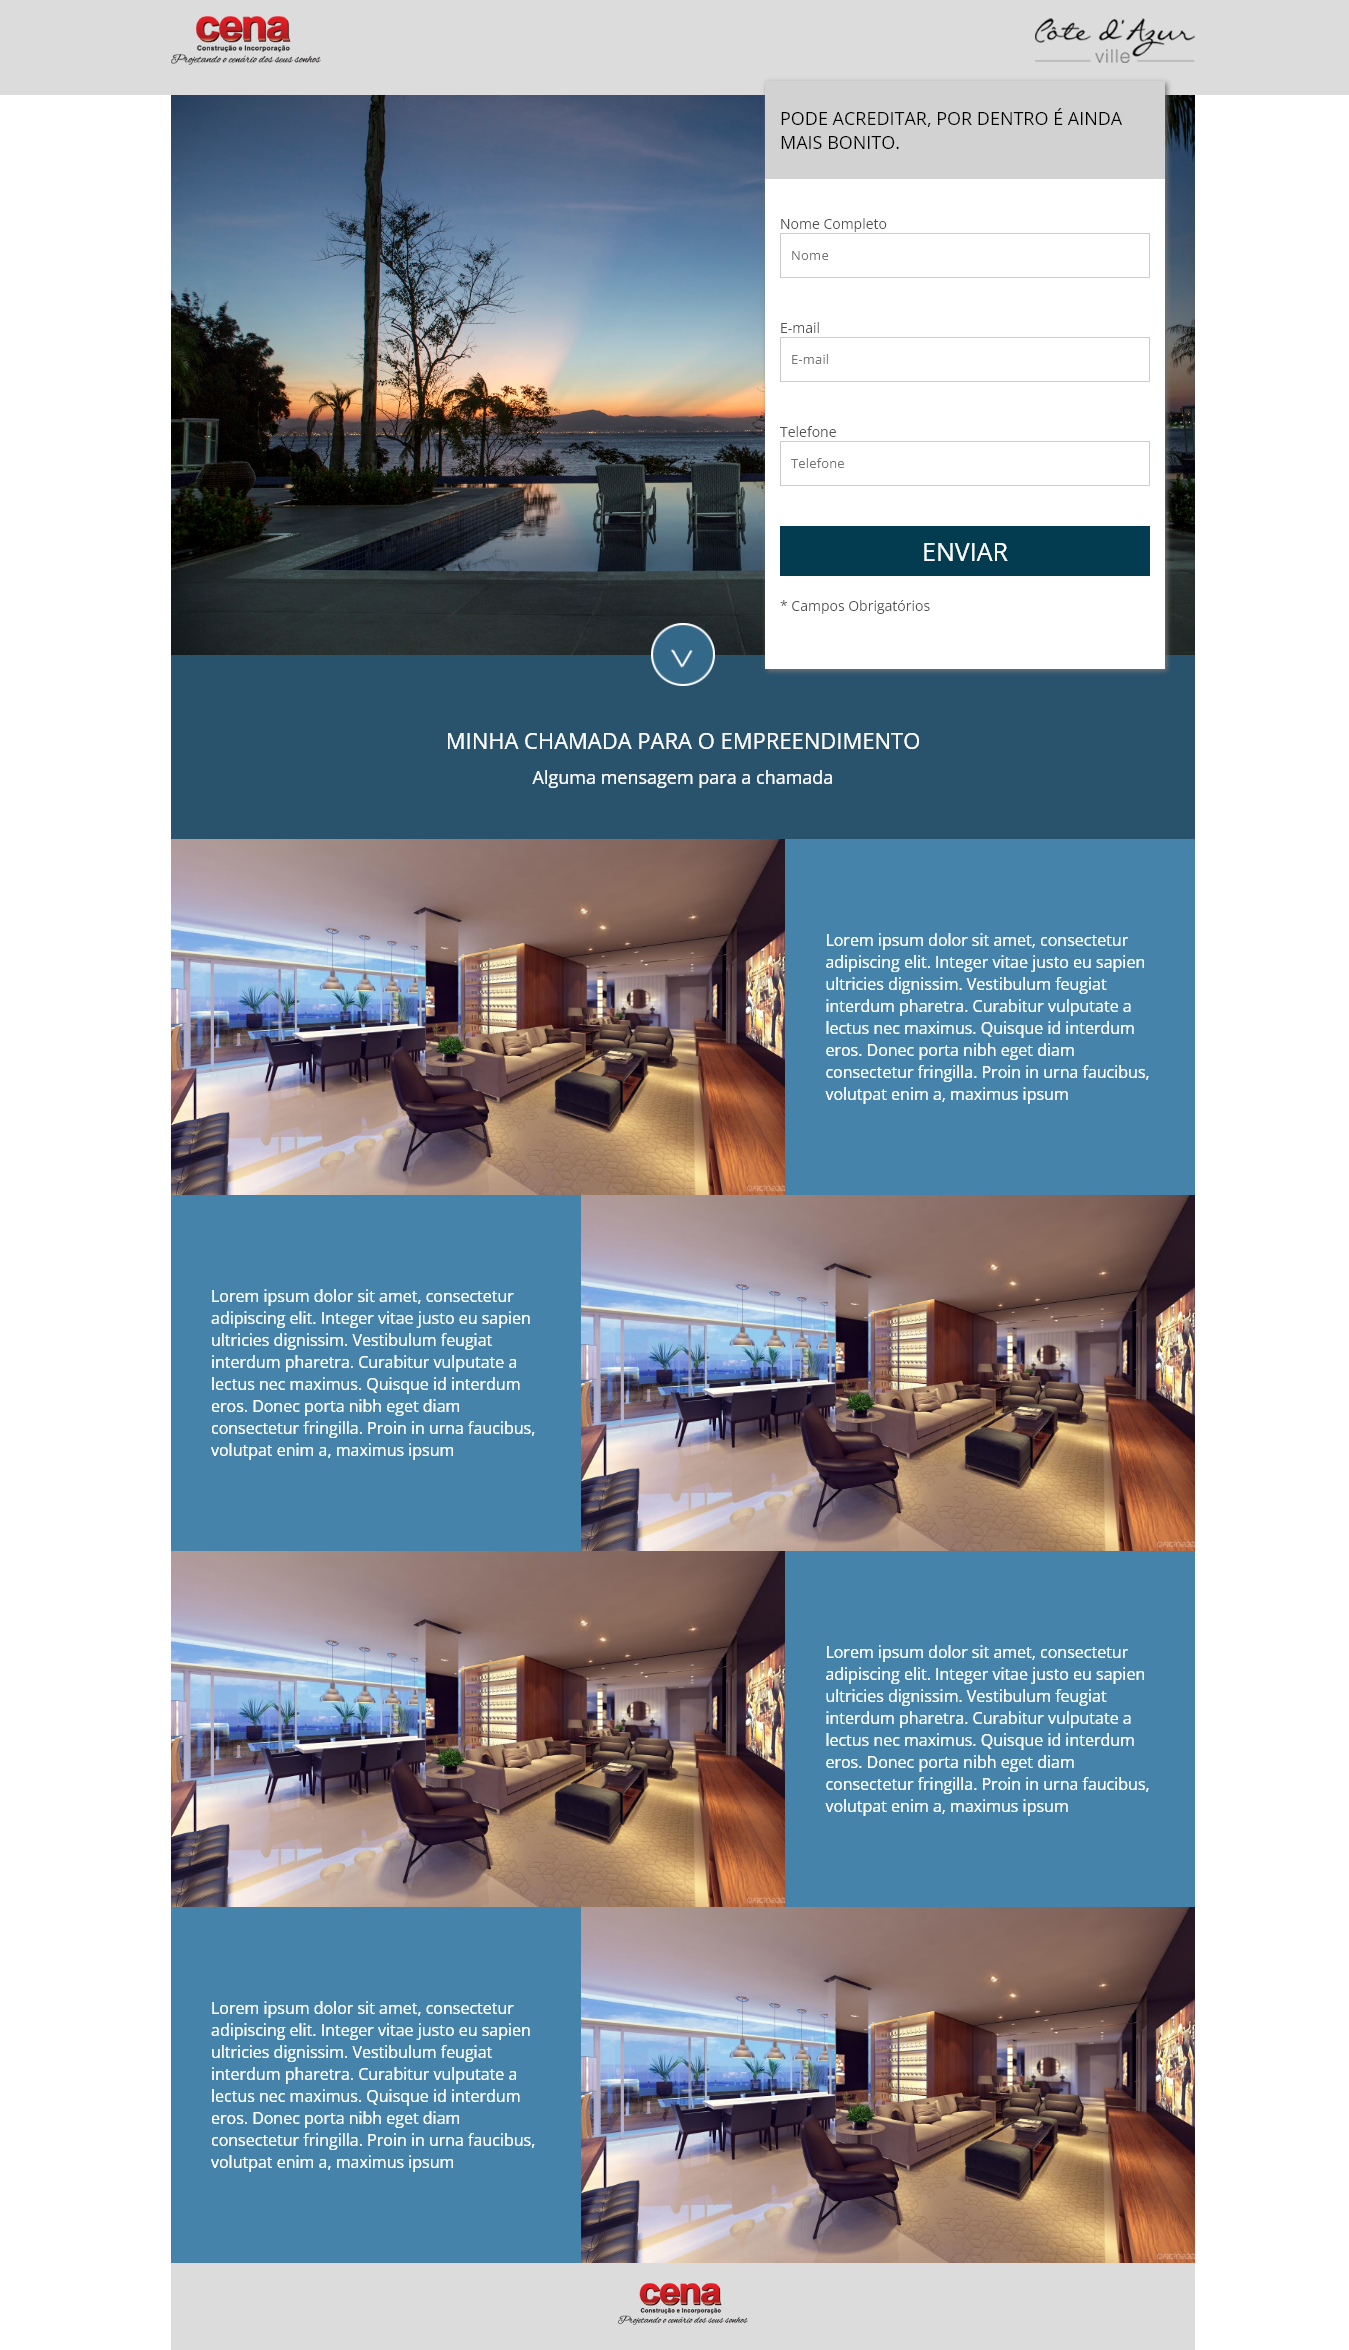 cena
Construção e Incorporação
Projetando o cenário dos seus sonhos
Cote d'Azur
ville
PODE ACREDITAR, POR DENTRO É AINDA
MAIS BONITO.
Nome Completo
Nome
E-mail
E-mail
Telefone
Telefone
ENVIAR
* Campos Obrigatórios
MINHA CHAMADA PARA O EMPREENDIMENTO
Alguma mensagem para a chamada
Lorem ipsum dolor sit amet, consectetur
adipiscing elit. Integer vitae justo eu sapien
ultricies dignissim. Vestibulum feugiat
interdum pharetra. Curabitur vulputate a
lectus nec maximus. Quisque id interdum
eros. Donec porta nibh eget diam
consectetur fringilla. Proin in urna faucibus,
volutpat enim a, maximus ipsum
Lorem ipsum dolor sit amet, consectetur
adipiscing elit. Integer vitae justo eu sapien
ultricies dignissim. Vestibulum feugiat
interdum pharetra. Curabitur vulputate a
lectus nec maximus. Quisque id interdum
eros. Donec porta nibh eget diam
consectetur fringilla. Proin in urna faucibus,
volutpat enim a, maximus ipsum
Lorem ipsum dolor sit amet, consectetur
adipiscing elit. Integer vitae justo eu sapien
ultricies dignissim. Vestibulum feugiat
interdum pharetra. Curabitur vulputate a
lectus nec maximus. Quisque id interdum
eros. Donec porta nibh eget diam
consectetur fringilla. Proin in urna faucibus,
volutpat enim a, maximus ipsum
Lorem ipsum dolor sit amet, consectetur
adipiscing elit. Integer vitae justo eu sapien
ultricies dignissim. Vestibulum feugiat
interdum pharetra. Curabitur vulputate a
lectus nec maximus. Quisque id interdum
eros. Donec porta nibh eget diam
consectetur fringilla. Proin in urna faucibus,
volutpat enim a, maximus ipsum
cena
Construção e Incorporação
Projetando o cenário dos seus sonhos